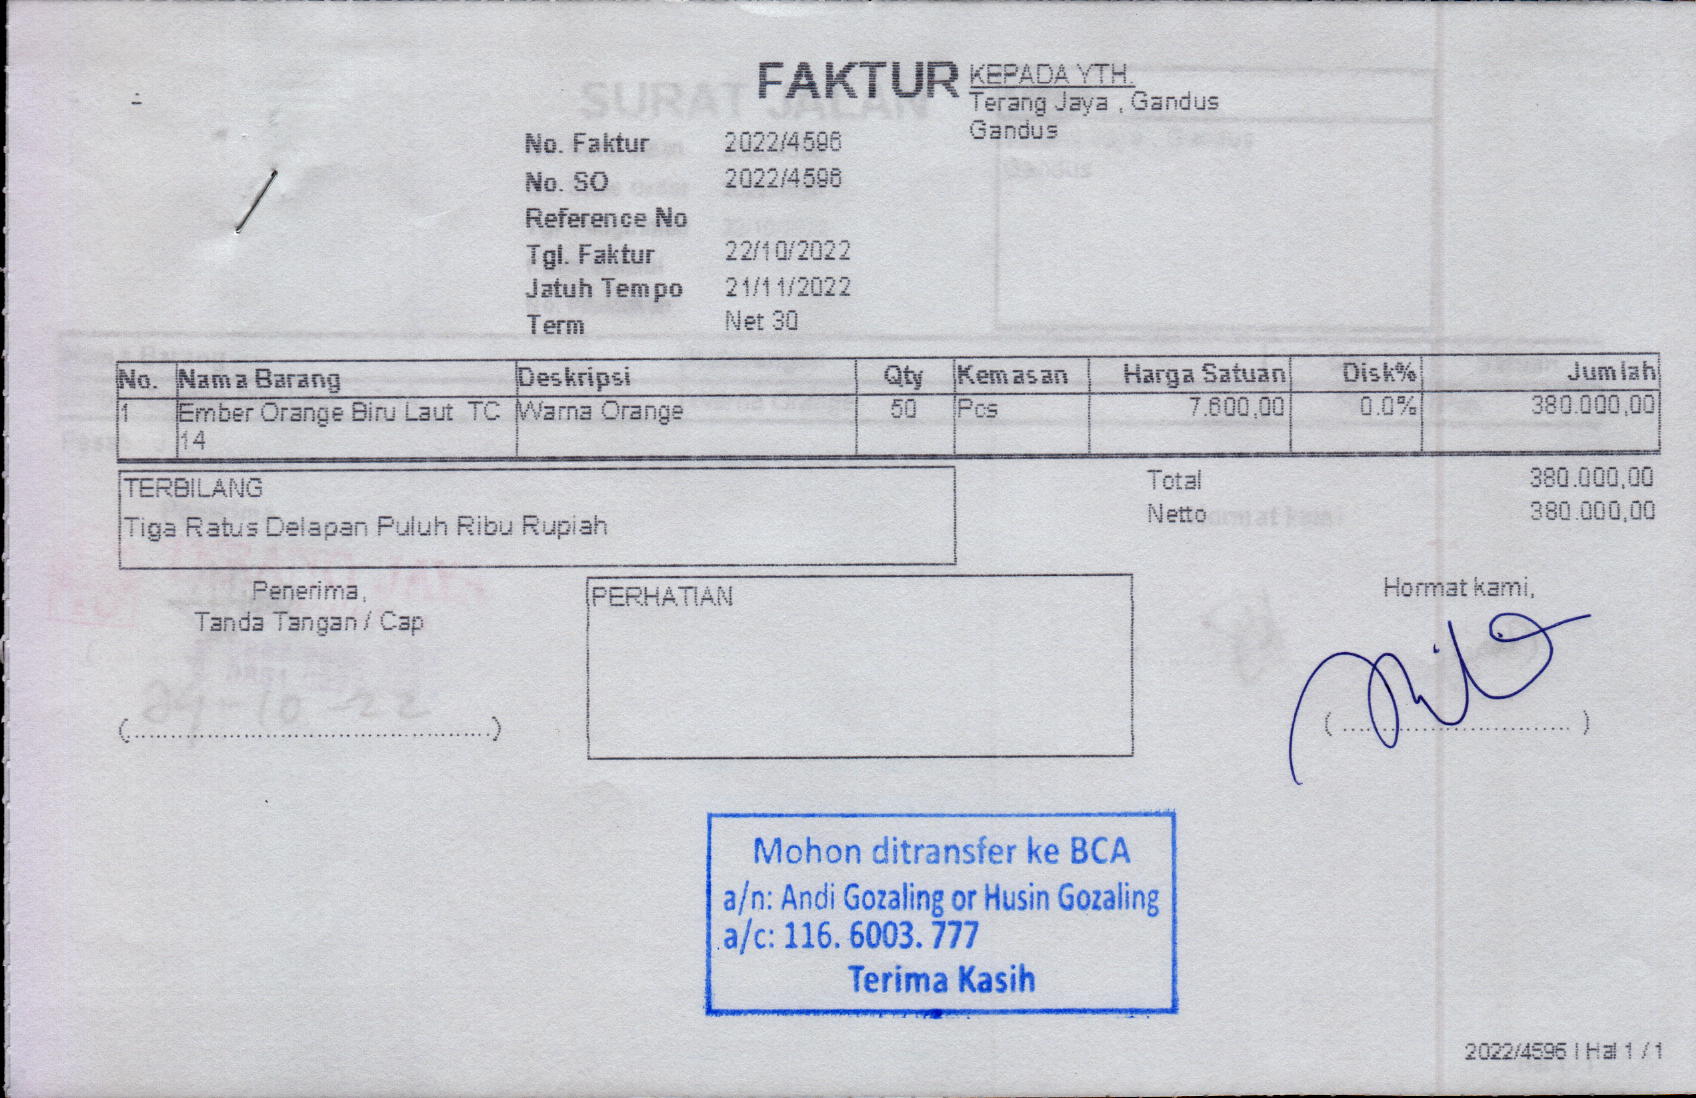 FAKTUR
KEPADA YTH.
Terang Jaya , Gandus
Gandus
No. Faktur 2022/4596
No. SO 2022/4596
Reference No
Tgl. Faktur 22/10/2022
Jatuh Tempo 21/11/2022
Term Net 30
No. Nama Barang Deskripsi Qty Kemasan Harga Satuan Disk% Jumlah
1 Ember Orange Biru Laut TC Warna Orange 50 Pcs 7.600,00 0.0% 380.000,00
14
TERBILANG
Tiga Ratus Delapan Puluh Ribu Rupiah
Total 380.000,00
Netto 380.000,00
Penerima,
Tanda Tangan / Cap
(..........................................)
PERHATIAN
Hormat kami,
( ........................... )
SURAT JALAN
24-10-22
Mohon ditransfer ke BCA
a/n: Andi Gozaling or Husin Gozaling
a/c: 116. 6003. 777
Terima Kasih
2022/4596 | Hal 1 / 1